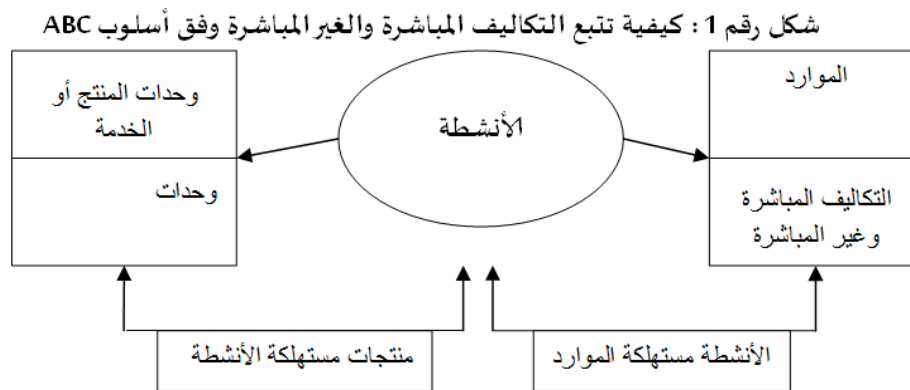 شكل رقم 1 : كيفية تتبع التكاليف المباشرة والغير المباشرة وفق أسلوب ABC
الموارد
التكاليف المباشرة
وغير المباشرة
الأنشطة
وحدات المنتج أو
الخدمة
وحدات
الأنشطة مستهلكة الموارد
منتجات مستهلكة الأنشطة